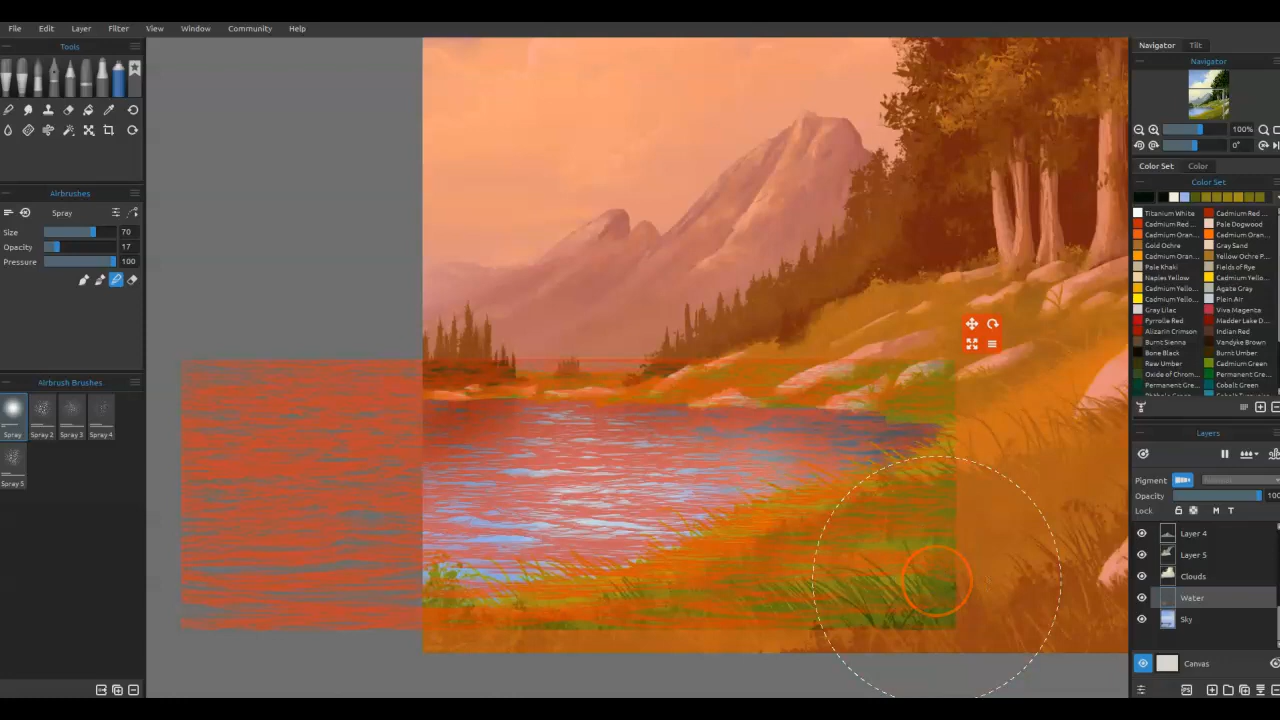 File Edit Layer Filter View Window Community Help
Tools
Airbrushes
Spray
Size 70
Opacity 17
Pressure 100
Airbrush Brushes
Spray Spray 2 Spray 3 Spray 4
Spray 5
Navigator Tilt
Navigator
100%
0°
Color Set Color
Color Set
Titanium White Cadmium Red ...
Cadmium Red ... Pale Dogwood
Cadmium Oran... Cadmium Oran...
Gold Ochre Gray Sand
Cadmium Oran... Yellow Ochre P...
Pale Khaki Fields of Rye
Naples Yellow Cadmium Yello...
Cadmium Yello... Agate Gray
Cadmium Yello... Plein Air
Gray Lilac Viva Magenta
Pyrrolle Red Madder Lake D...
Alizarin Crimson Indian Red
Burnt Sienna Vandyke Brown
Bone Black Burnt Umber
Raw Umber Cadmium Green
Oxide of Chrom... Permanent Gre...
Permanent Gre... Cobalt Green
Layers
Pigment
Opacity 100
Lock M T
Layer 4
Layer 5
Clouds
Water
Sky
Canvas
PS